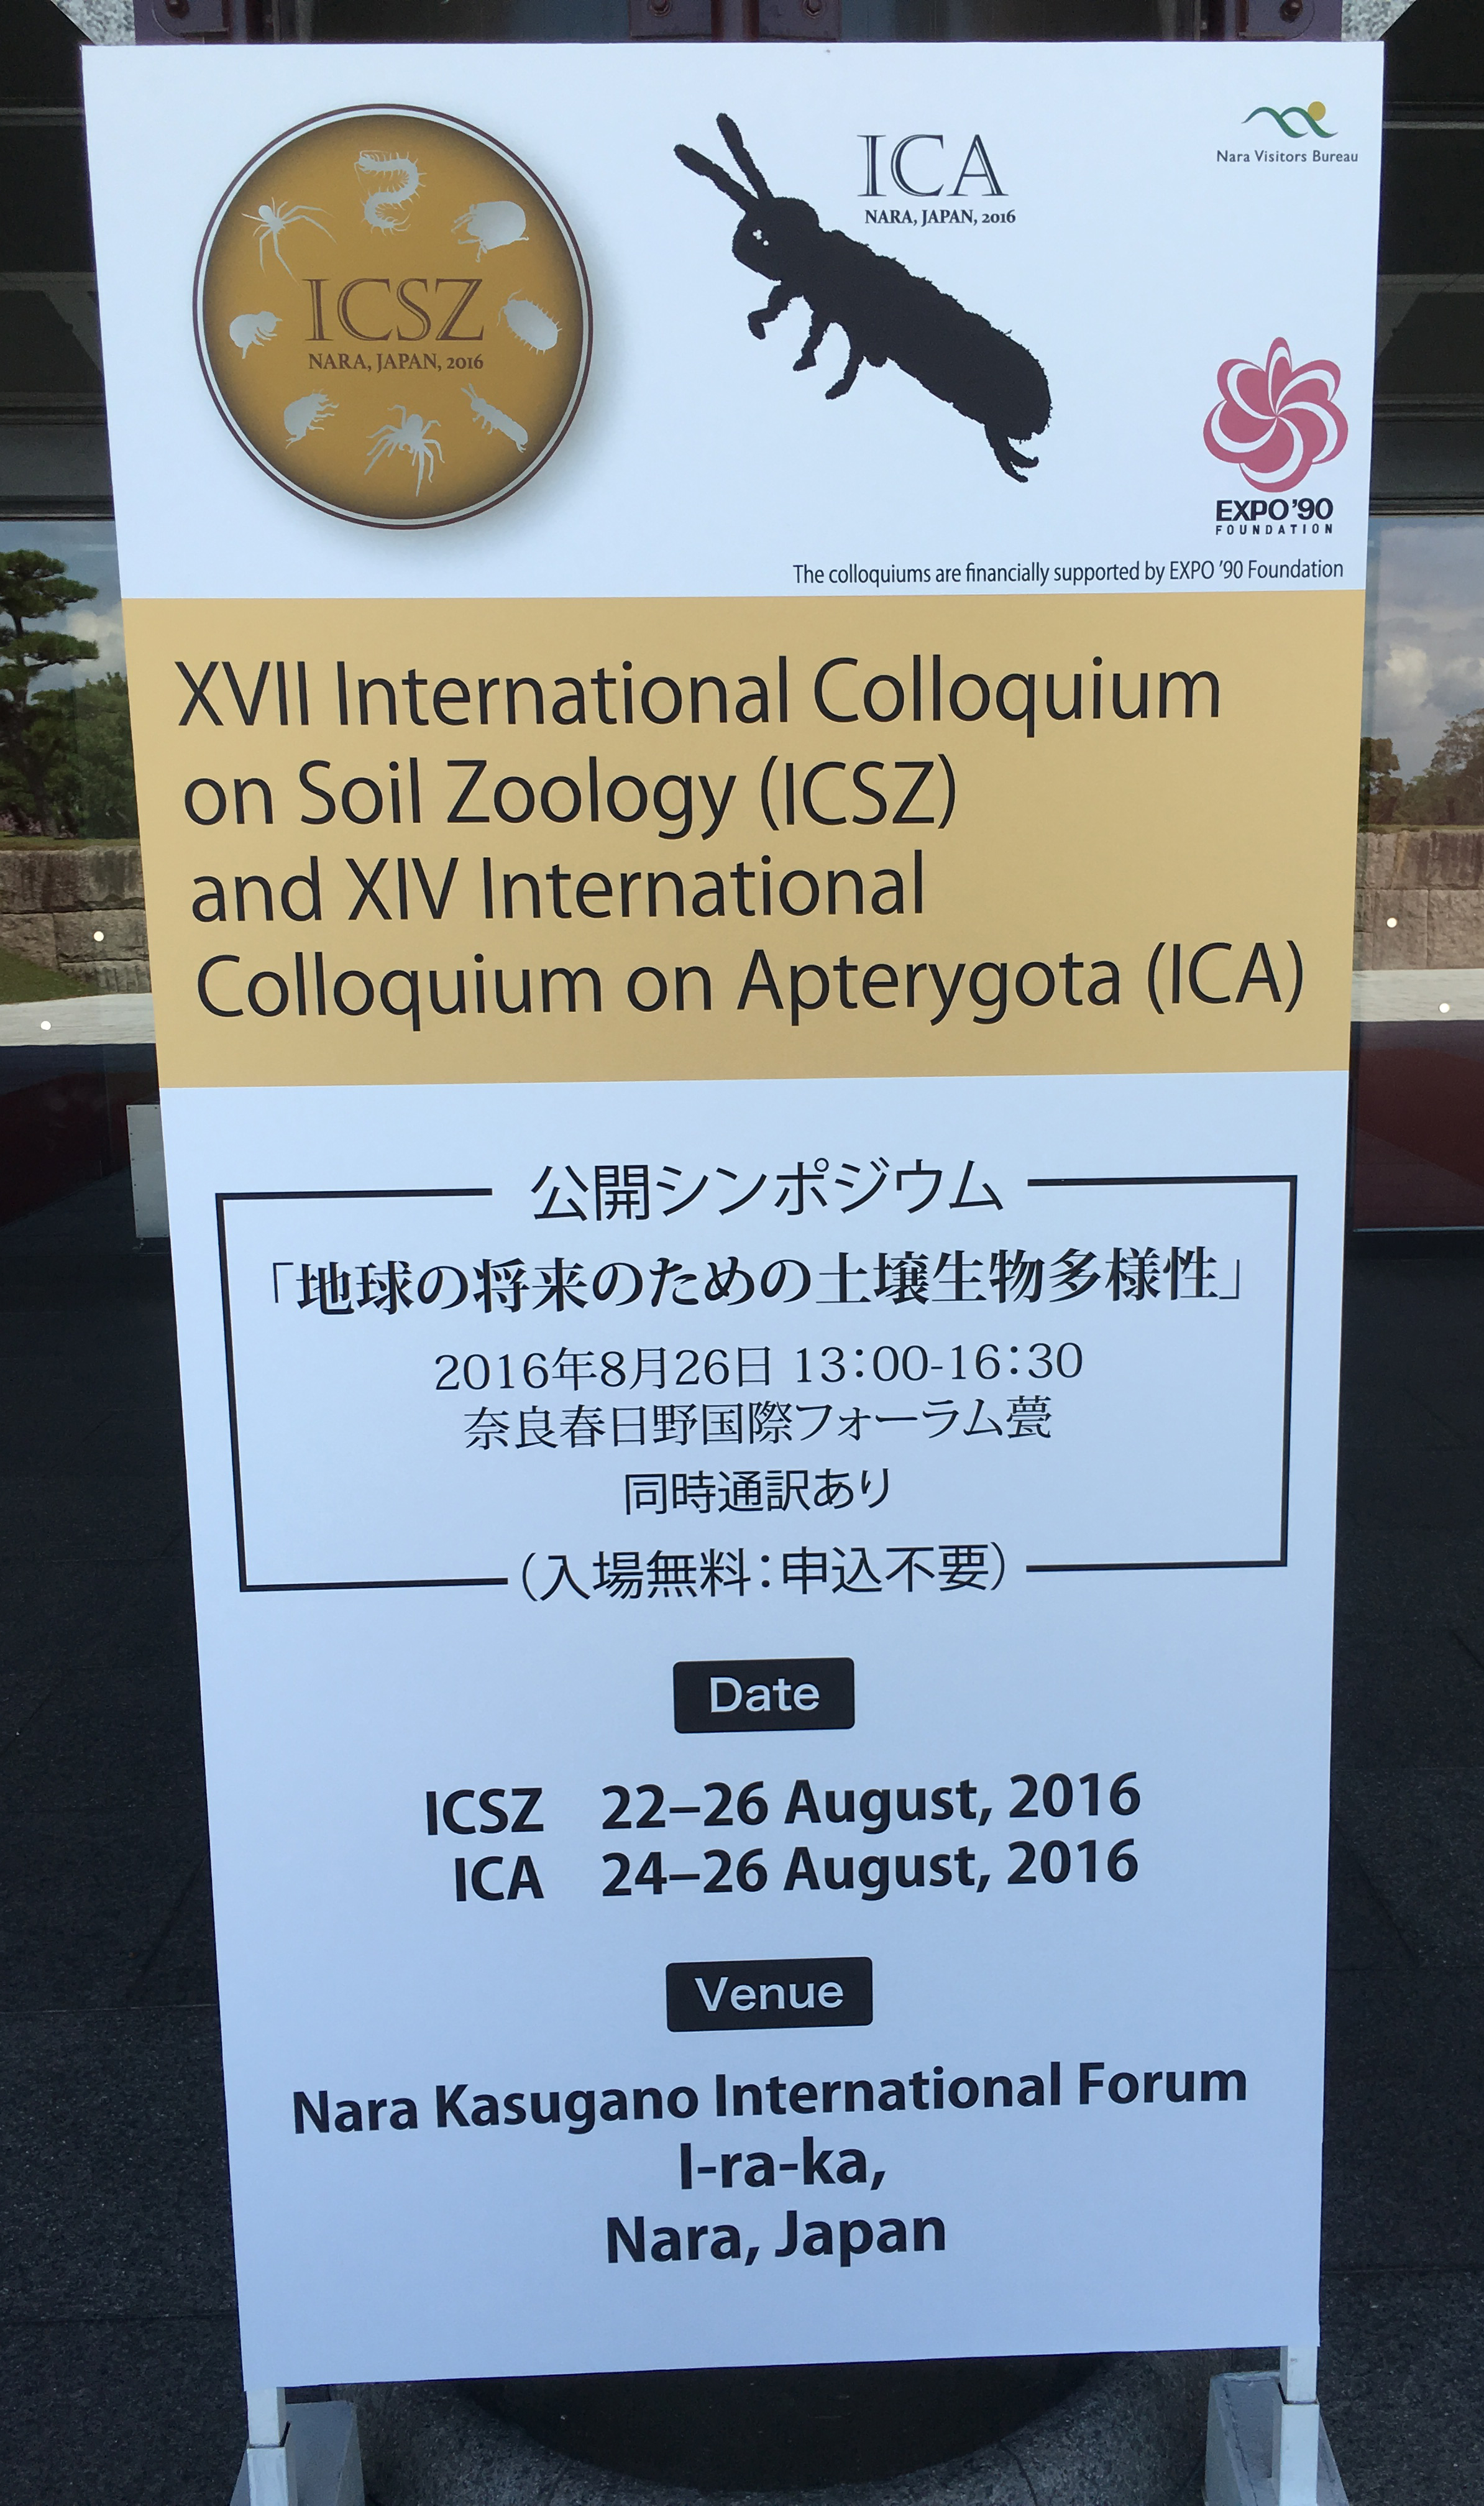 ICSZ
NARA, JAPAN, 2016
ICA
NARA, JAPAN, 2016
Nara Visitors Bureau
EXPO '90
FOUNDATION
The colloquiums are financially supported by EXPO '90 Foundation
XVII International Colloquium
on Soil Zoology (ICSZ)
and XIV International
Colloquium on Apterygota (ICA)
公開シンポジウム
「地球の将来のための土壌生物多様性」
2016年8月26日 13：00-16：30
奈良春日野国際フォーラム甍
同時通訳あり
（入場無料：申込不要）
Date
ICSZ 22–26 August, 2016
ICA 24–26 August, 2016
Venue
Nara Kasugano International Forum
I-ra-ka,
Nara, Japan